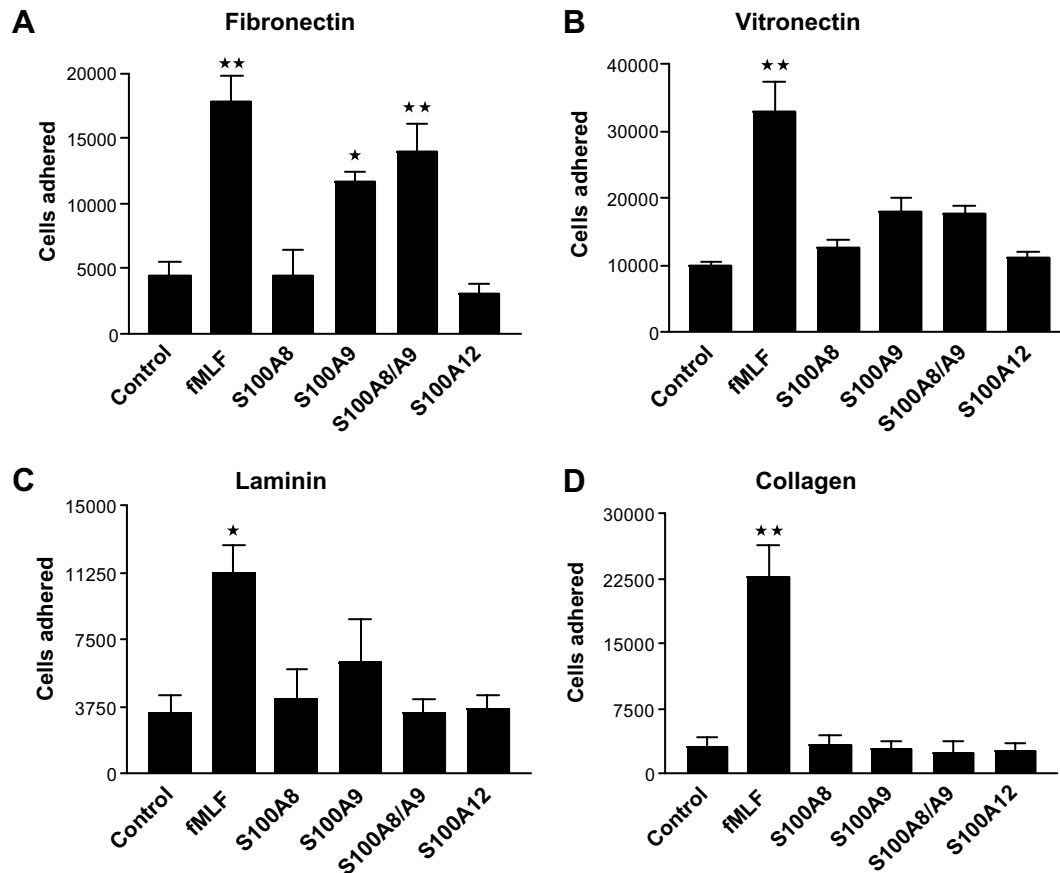 A
Fibronectin
Cells adhered
20000
15000
10000
5000
0
★★
★
★★
Control
fMLF
S100A8
S100A9
S100A8/A9
S100A12
B
Vitronectin
Cells adhered
40000
30000
20000
10000
0
★★
Control
fMLF
S100A8
S100A9
S100A8/A9
S100A12
C
Laminin
Cells adhered
15000
11250
7500
3750
0
★
Control
fMLF
S100A8
S100A9
S100A8/A9
S100A12
D
Collagen
Cells adhered
30000
22500
15000
7500
0
★★
Control
fMLF
S100A8
S100A9
S100A8/A9
S100A12